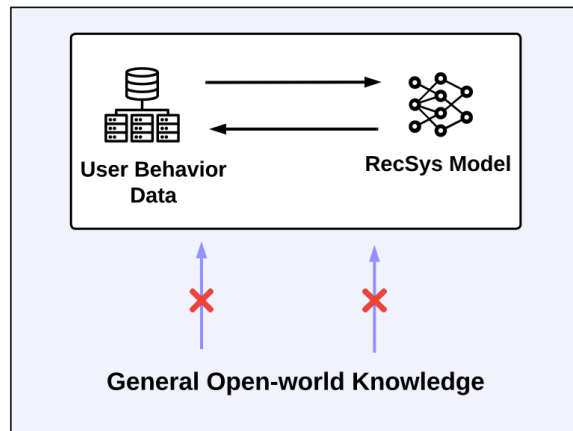 User Behavior
Data
RecSys Model
General Open-world Knowledge